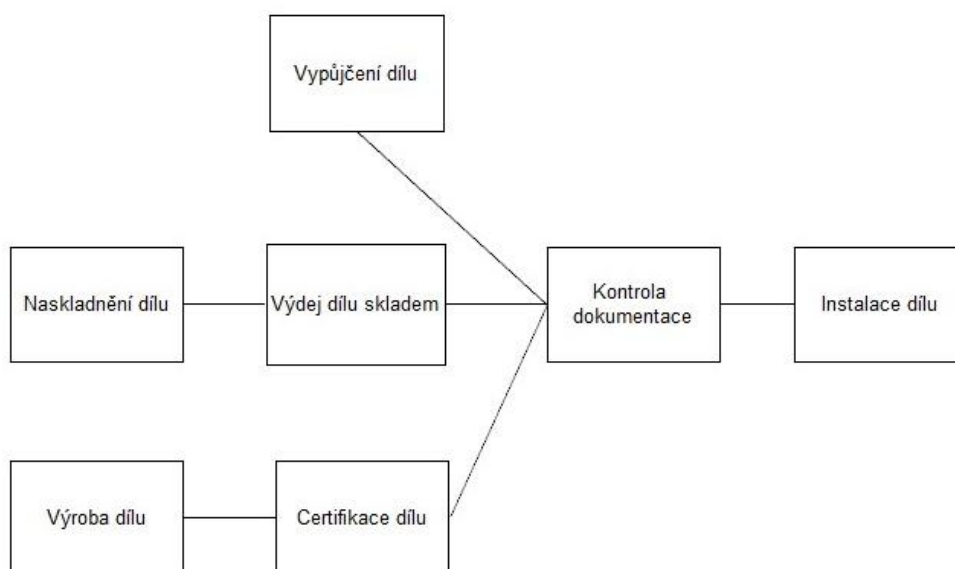 Vypůjčení dílu
Naskladnění dílu
Výdej dílu skladem
Kontrola
dokumentace
Instalace dílu
Výroba dílu
Certifikace dílu